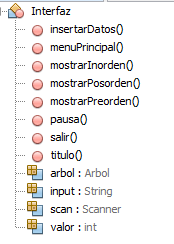 Interfaz
insertarDatos()
menuPrincipal()
mostrarInorden()
mostrarPosorden()
mostrarPreorden()
pausa()
salir()
titulo()
arbol : Arbol
input : String
scan : Scanner
valor : int